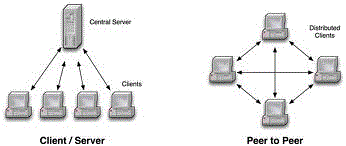 Central Server
Clients
Client / Server
Distributed
Clients
Peer to Peer